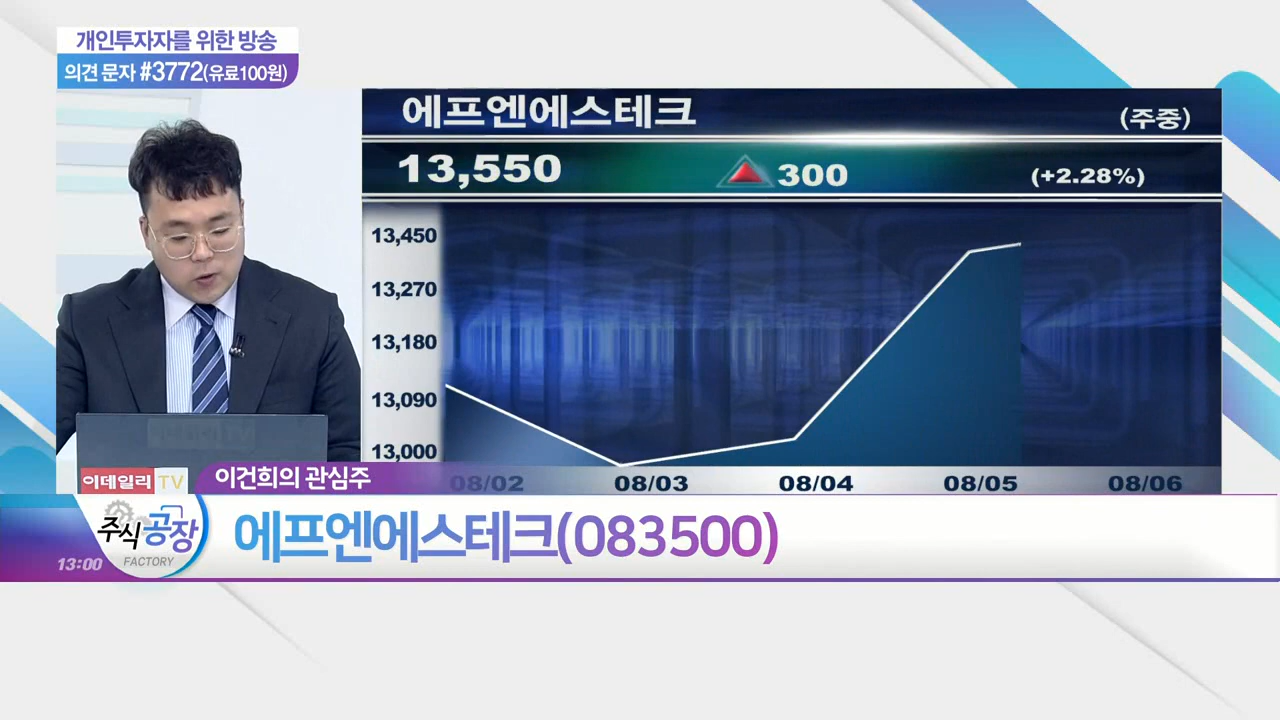 개인투자자를 위한 방송
의견 문자 #3772(유료100원)
에프엔에스테크
(주중)
13,550
300
(+2.28%)
13,450
13,270
13,180
13,090
13,000
08/02
08/03
08/04
08/05
08/06
이데일리 TV
이건희의 관심주
주식공장
FACTORY
13:00
에프엔에스테크(083500)